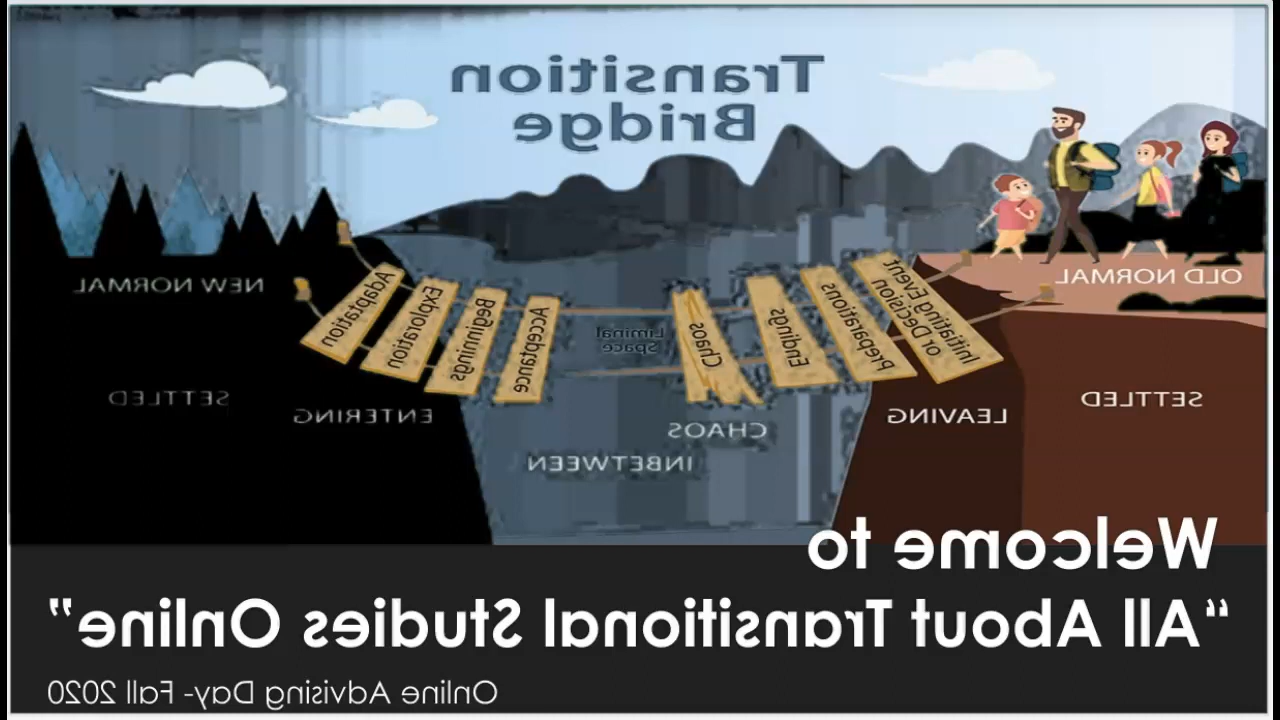 Transition
Bridge
OLD NORMAL
NEW NORMAL
Initiating Event
or Decision
Preparations
Endings
Chaos
Liminal
Space
Acceptance
Beginnings
Exploration
Adaptation
SETTLED
LEAVING
CHAOS
INBETWEEN
ENTERING
SETTLED
Welcome to
“All About Transitional Studies Online”
Online Advising Day- Fall 2020